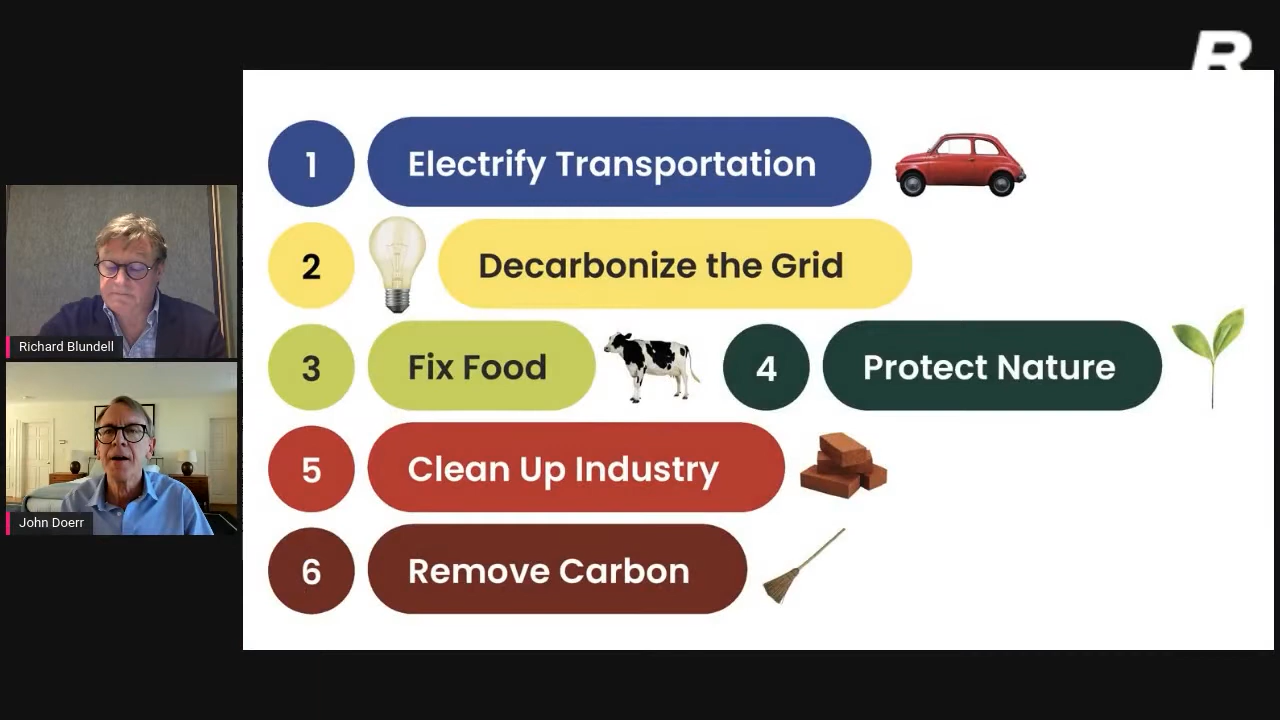 R
1 Electrify Transportation
2 Decarbonize the Grid
3 Fix Food 4 Protect Nature
5 Clean Up Industry
6 Remove Carbon
Richard Blundell
John Doerr